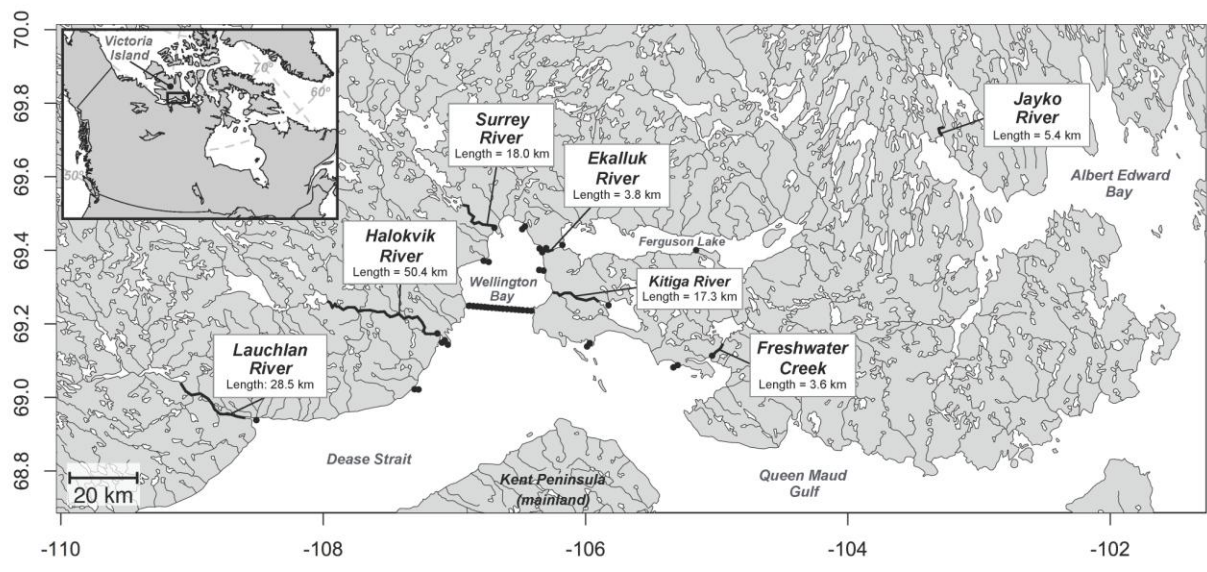 70.0
69.8
69.6
69.4
69.2
69.0
68.8
Victoria
Island
70°
60°
50°
Surrey
River
Length = 18.0 km
Ekalluk
River
Length = 3.8 km
Jayko
River
Length = 5.4 km
Albert Edward
Bay
Halokvik
River
Length = 50.4 km
Ferguson Lake
Wellington
Bay
Kitiga River
Length = 17.3 km
Lauchlan
River
Length: 28.5 km
Freshwater
Creek
Length = 3.6 km
Dease Strait
Kent Peninsula
(mainland)
Queen Maud
Gulf
20 km
-110
-108
-106
-104
-102